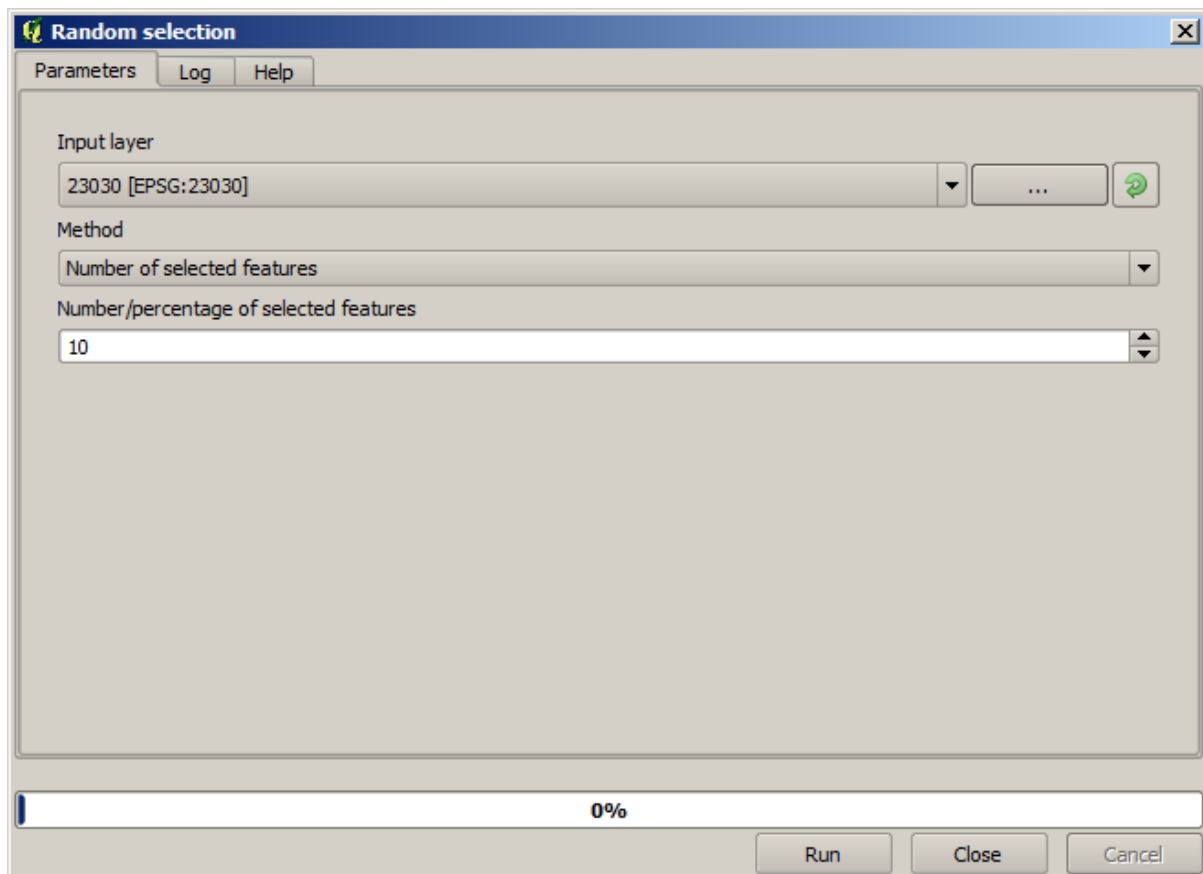 Random selection
Parameters Log Help
Input layer
23030 [EPSG:23030]
...
Method
Number of selected features
Number/percentage of selected features
10
0%
Run Close Cancel